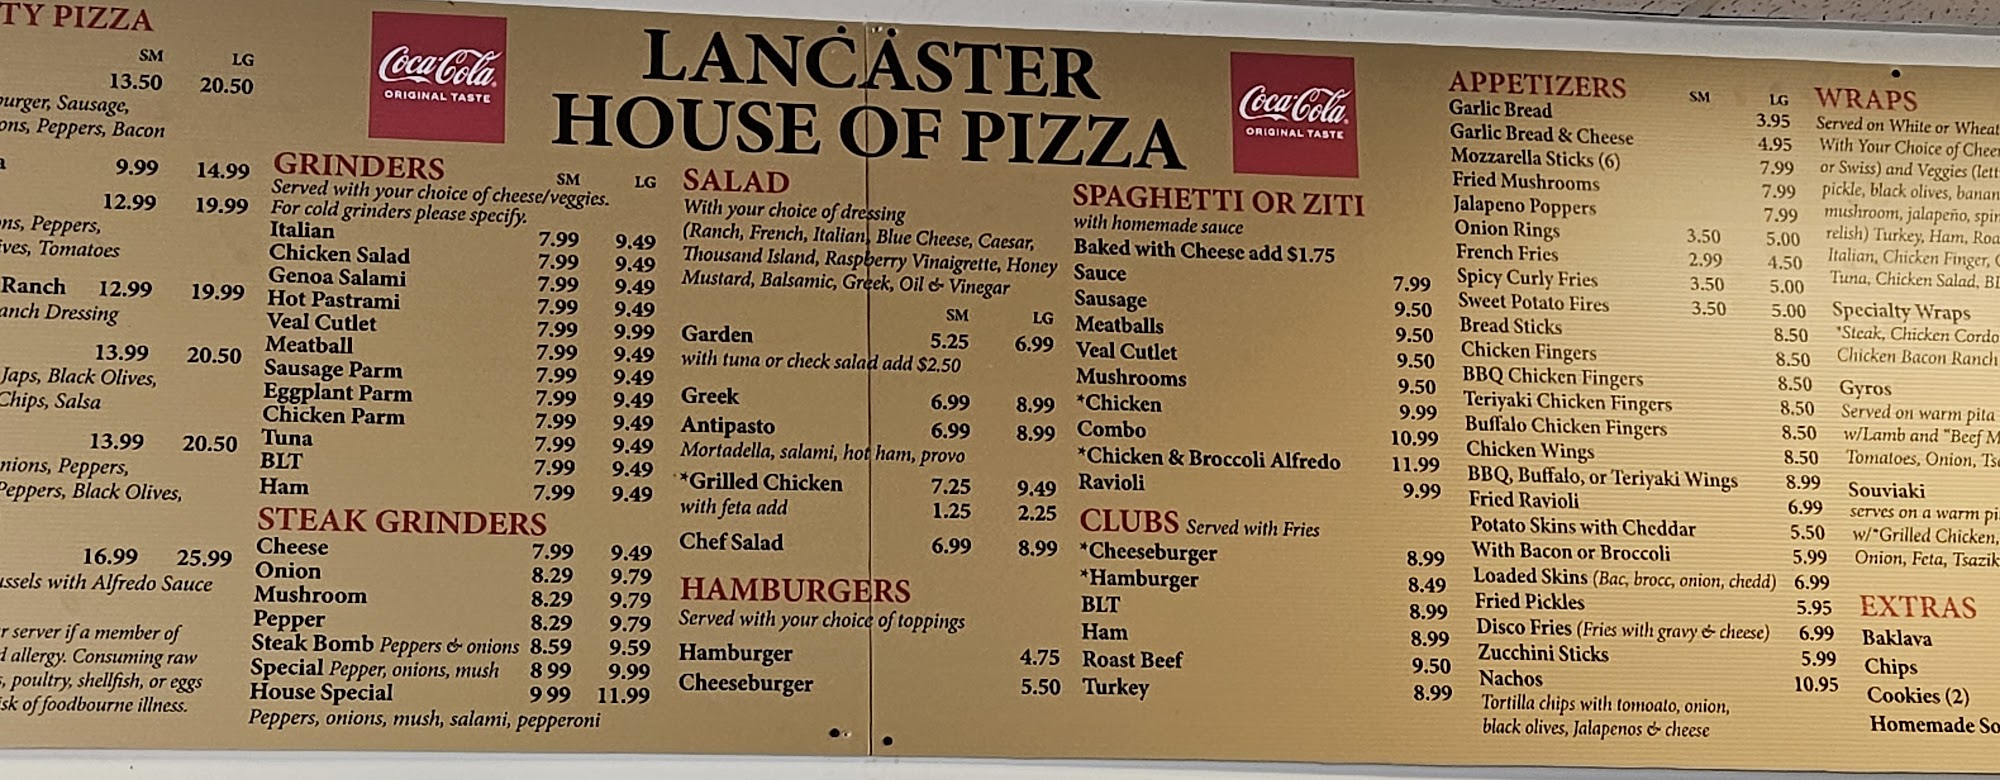 TY PIZZA
SM LG
13.50 20.50
burger, Sausage,
ons, Peppers, Bacon
9.99 14.99
12.99 19.99
ns, Peppers,
ives, Tomatoes
Ranch 12.99 19.99
anch Dressing
13.99 20.50
Japs, Black Olives,
Chips, Salsa
13.99 20.50
nions, Peppers,
Peppers, Black Olives,
16.99 25.99
ussels with Alfredo Sauce
r server if a member of
d allergy. Consuming raw
s, poultry, shellfish, or eggs
isk of foodbourne illness.
Coca-Cola
ORIGINAL TASTE
LANCASTER
HOUSE OF PIZZA
Coca-Cola
ORIGINAL TASTE
GRINDERS SM LG
Served with your choice of cheese/veggies.
For cold grinders please specify.
Italian 7.99 9.49
Chicken Salad 7.99 9.49
Genoa Salami 7.99 9.49
Hot Pastrami 7.99 9.49
Veal Cutlet 7.99 9.99
Meatball 7.99 9.49
Sausage Parm 7.99 9.49
Eggplant Parm 7.99 9.49
Chicken Parm 7.99 9.49
Tuna 7.99 9.49
BLT 7.99 9.49
Ham 7.99 9.49
STEAK GRINDERS
Cheese 7.99 9.49
Onion 8.29 9.79
Mushroom 8.29 9.79
Pepper 8.29 9.79
Steak Bomb Peppers & onions 8.59 9.59
Special Pepper, onions, mush 8 99 9.99
House Special 9 99 11.99
Peppers, onions, mush, salami, pepperoni
SALAD
With your choice of dressing
(Ranch, French, Italian, Blue Cheese, Caesar,
Thousand Island, Raspberry Vinaigrette, Honey
Mustard, Balsamic, Greek, Oil & Vinegar
SM LG
Garden 5.25 6.99
with tuna or check salad add $2.50
Greek 6.99 8.99
Antipasto 6.99 8.99
Mortadella, salami, hot ham, provo
*Grilled Chicken 7.25 9.49
with feta add 1.25 2.25
Chef Salad 6.99 8.99
HAMBURGERS
Served with your choice of toppings
Hamburger 4.75
Cheeseburger 5.50
SPAGHETTI OR ZITI
with homemade sauce
Baked with Cheese add $1.75
Sauce 7.99
Sausage 9.50
Meatballs 9.50
Veal Cutlet 9.50
Mushrooms 9.50
*Chicken 9.99
Combo 10.99
*Chicken & Broccoli Alfredo 11.99
Ravioli 9.99
CLUBS Served with Fries
*Cheeseburger 8.99
*Hamburger 8.49
BLT 8.99
Ham 8.99
Roast Beef 9.50
Turkey 8.99
APPETIZERS SM LG
Garlic Bread 3.95
Garlic Bread & Cheese 4.95
Mozzarella Sticks (6) 7.99
Fried Mushrooms 7.99
Jalapeno Poppers 7.99
Onion Rings 3.50 5.00
French Fries 2.99 4.50
Spicy Curly Fries 3.50 5.00
Sweet Potato Fires 3.50 5.00
Bread Sticks 8.50
Chicken Fingers 8.50
BBQ Chicken Fingers 8.50
Teriyaki Chicken Fingers 8.50
Buffalo Chicken Fingers 8.50
Chicken Wings 8.50
BBQ, Buffalo, or Teriyaki Wings 8.99
Fried Ravioli 6.99
Potato Skins with Cheddar 5.50
With Bacon or Broccoli 5.99
Loaded Skins (Bac, brocc, onion, chedd) 6.99
Fried Pickles 5.95
Disco Fries (Fries with gravy & cheese) 6.99
Zucchini Sticks 5.99
Nachos 10.95
Tortilla chips with tomoato, onion,
black olives, Jalapenos & cheese
WRAPS
Served on White or Wheat
With Your Choice of Chee
or Swiss) and Veggies (lett
pickle, black olives, banan
mushroom, jalapeño, spin
relish) Turkey, Ham, Roa
Italian, Chicken Finger,
Tuna, Chicken Salad, BL
Specialty Wraps
*Steak, Chicken Cordo
Chicken Bacon Ranch
Gyros
Served on warm pita
w/Lamb and *Beef M
Tomatoes, Onion, Tsa
Souviaki
serves on a warm pi
w/*Grilled Chicken,
Onion, Feta, Tsazik
EXTRAS
Baklava
Chips
Cookies (2)
Homemade So